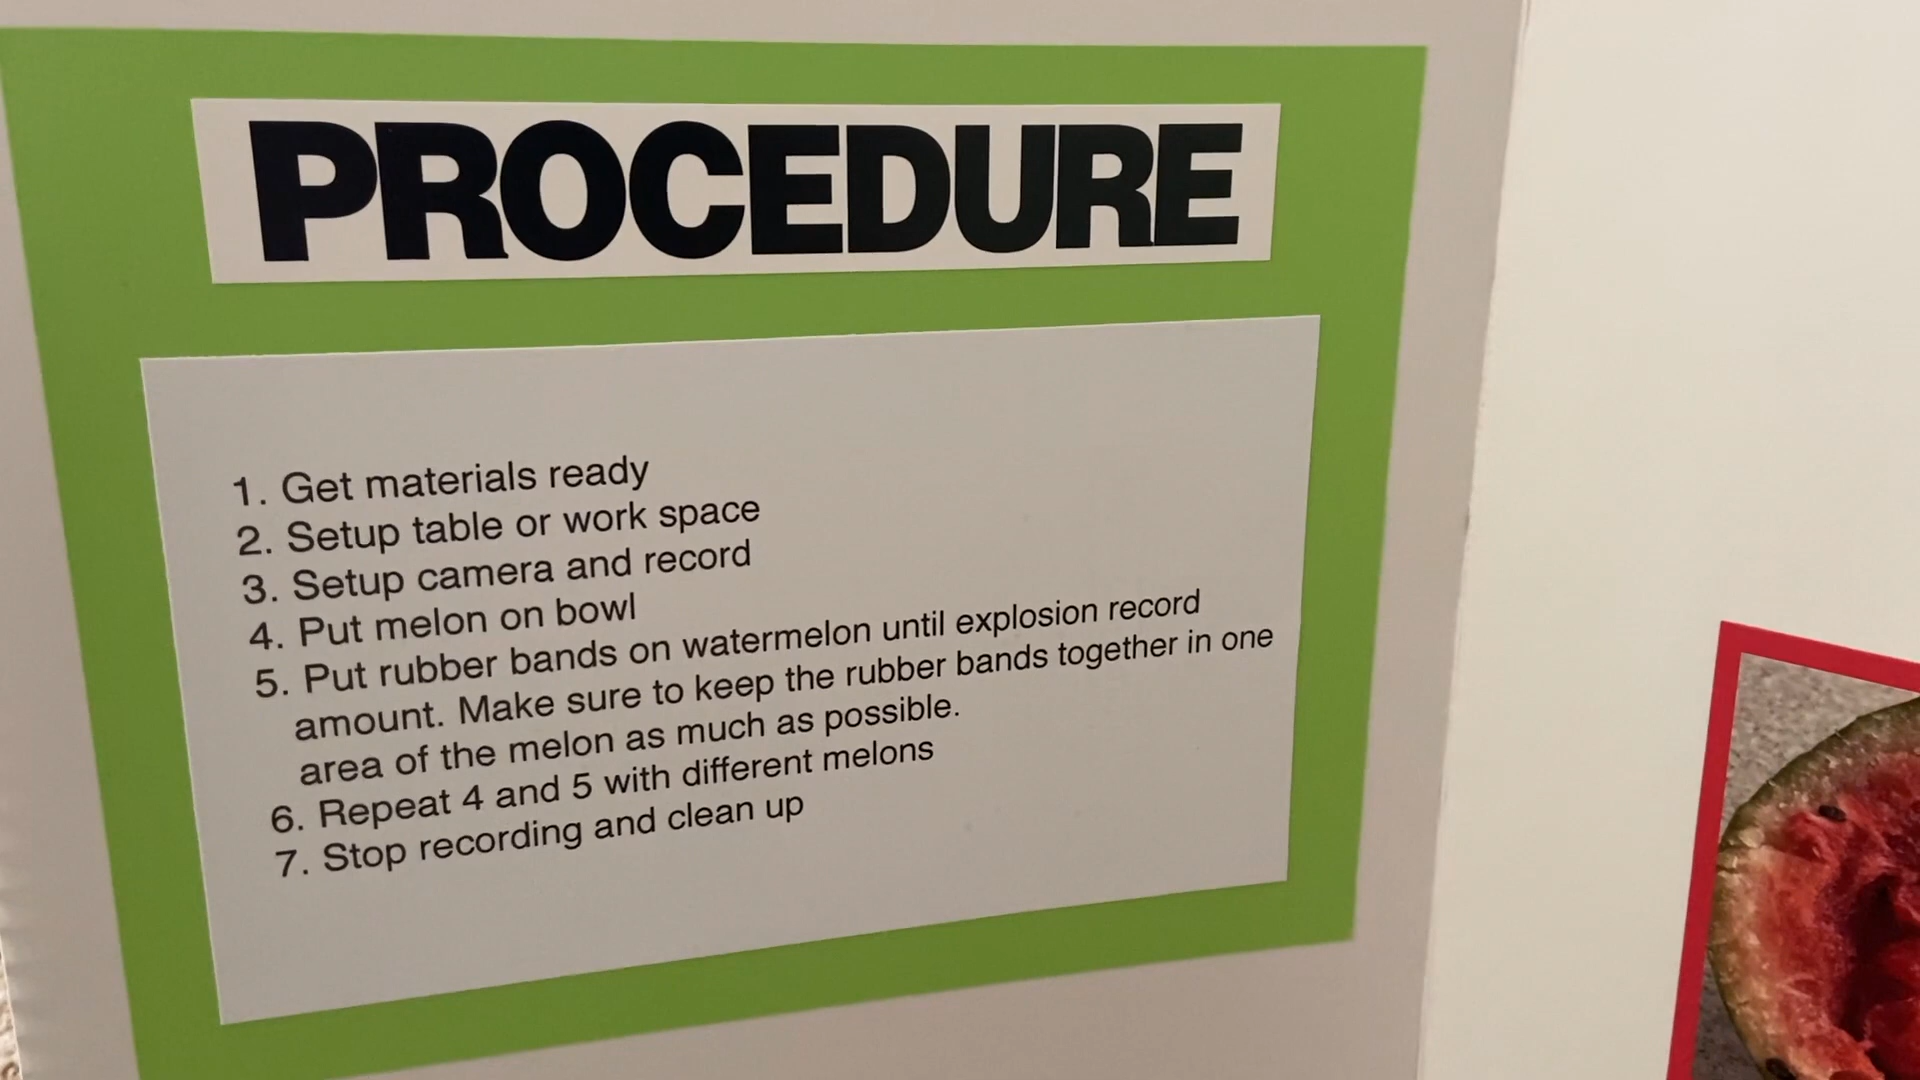 PROCEDURE
1. Get materials ready
2. Setup table or work space
3. Setup camera and record
4. Put melon on bowl
5. Put rubber bands on watermelon until explosion record
amount. Make sure to keep the rubber bands together in one
area of the melon as much as possible.
6. Repeat 4 and 5 with different melons
7. Stop recording and clean up